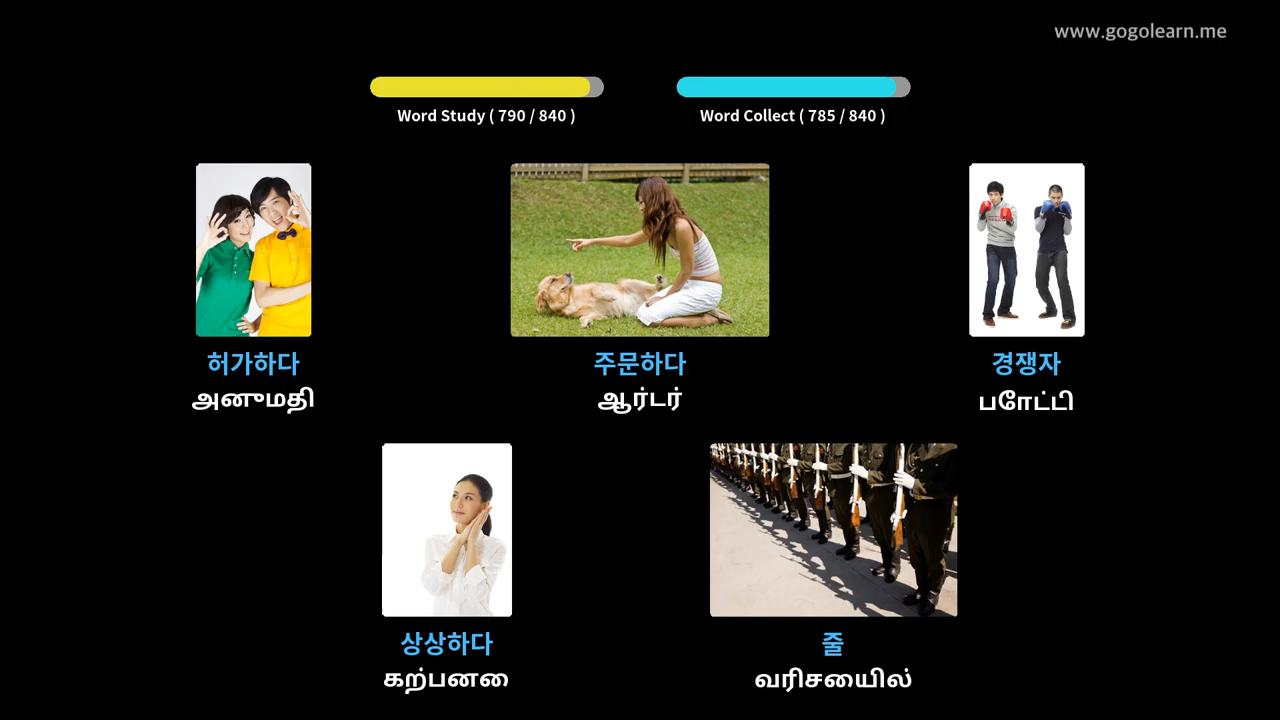 www.gogolearn.me
Word Study ( 790 / 840 )
Word Collect ( 785 / 840 )
허가하다
அனுமதி
주문하다
ஆர்டர்
경쟁자
போட்டி
상상하다
கற்பனை
줄
வரிசையில்